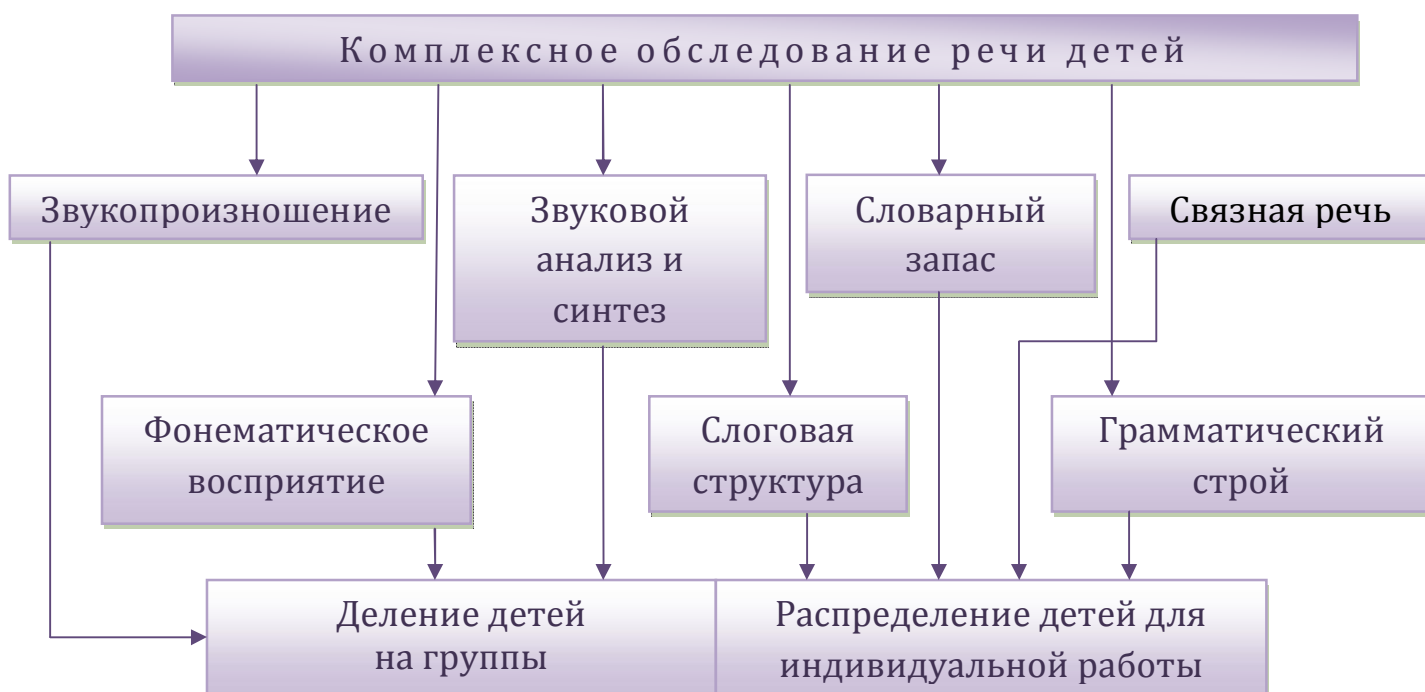 Комплексное обследование речи детей
Звукопроизношение
Звуковой
анализ и
синтез
Словарный
запас
Связная речь
Фонематическое
восприятие
Слоговая
структура
Грамматический
строй
Деление детей
на группы
Распределение детей для
индивидуальной работы